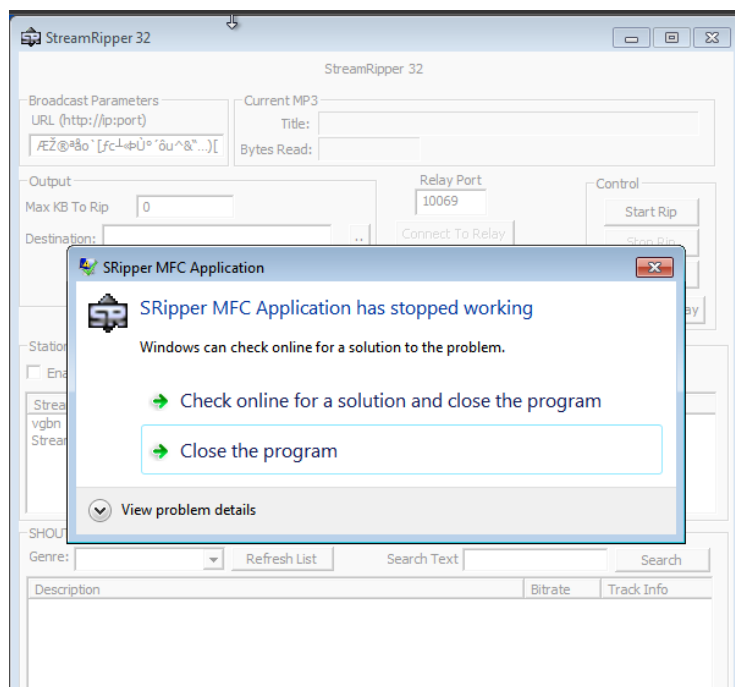 StreamRipper 32
StreamRipper 32
Broadcast Parameters
URL (http://ip:port)
Current MP3
Title:
Bytes Read:
Output
Max KB To Rip 0
Destination: ..
Relay Port
10069
Connect To Relay
Control
Start Rip
Stop Rip
SRipper MFC Application
SRipper MFC Application has stopped working
Windows can check online for a solution to the problem.
Check online for a solution and close the program
Close the program
View problem details
vgbn
Genre:
Refresh List
Search Text
Search
Description Bitrate Track Info